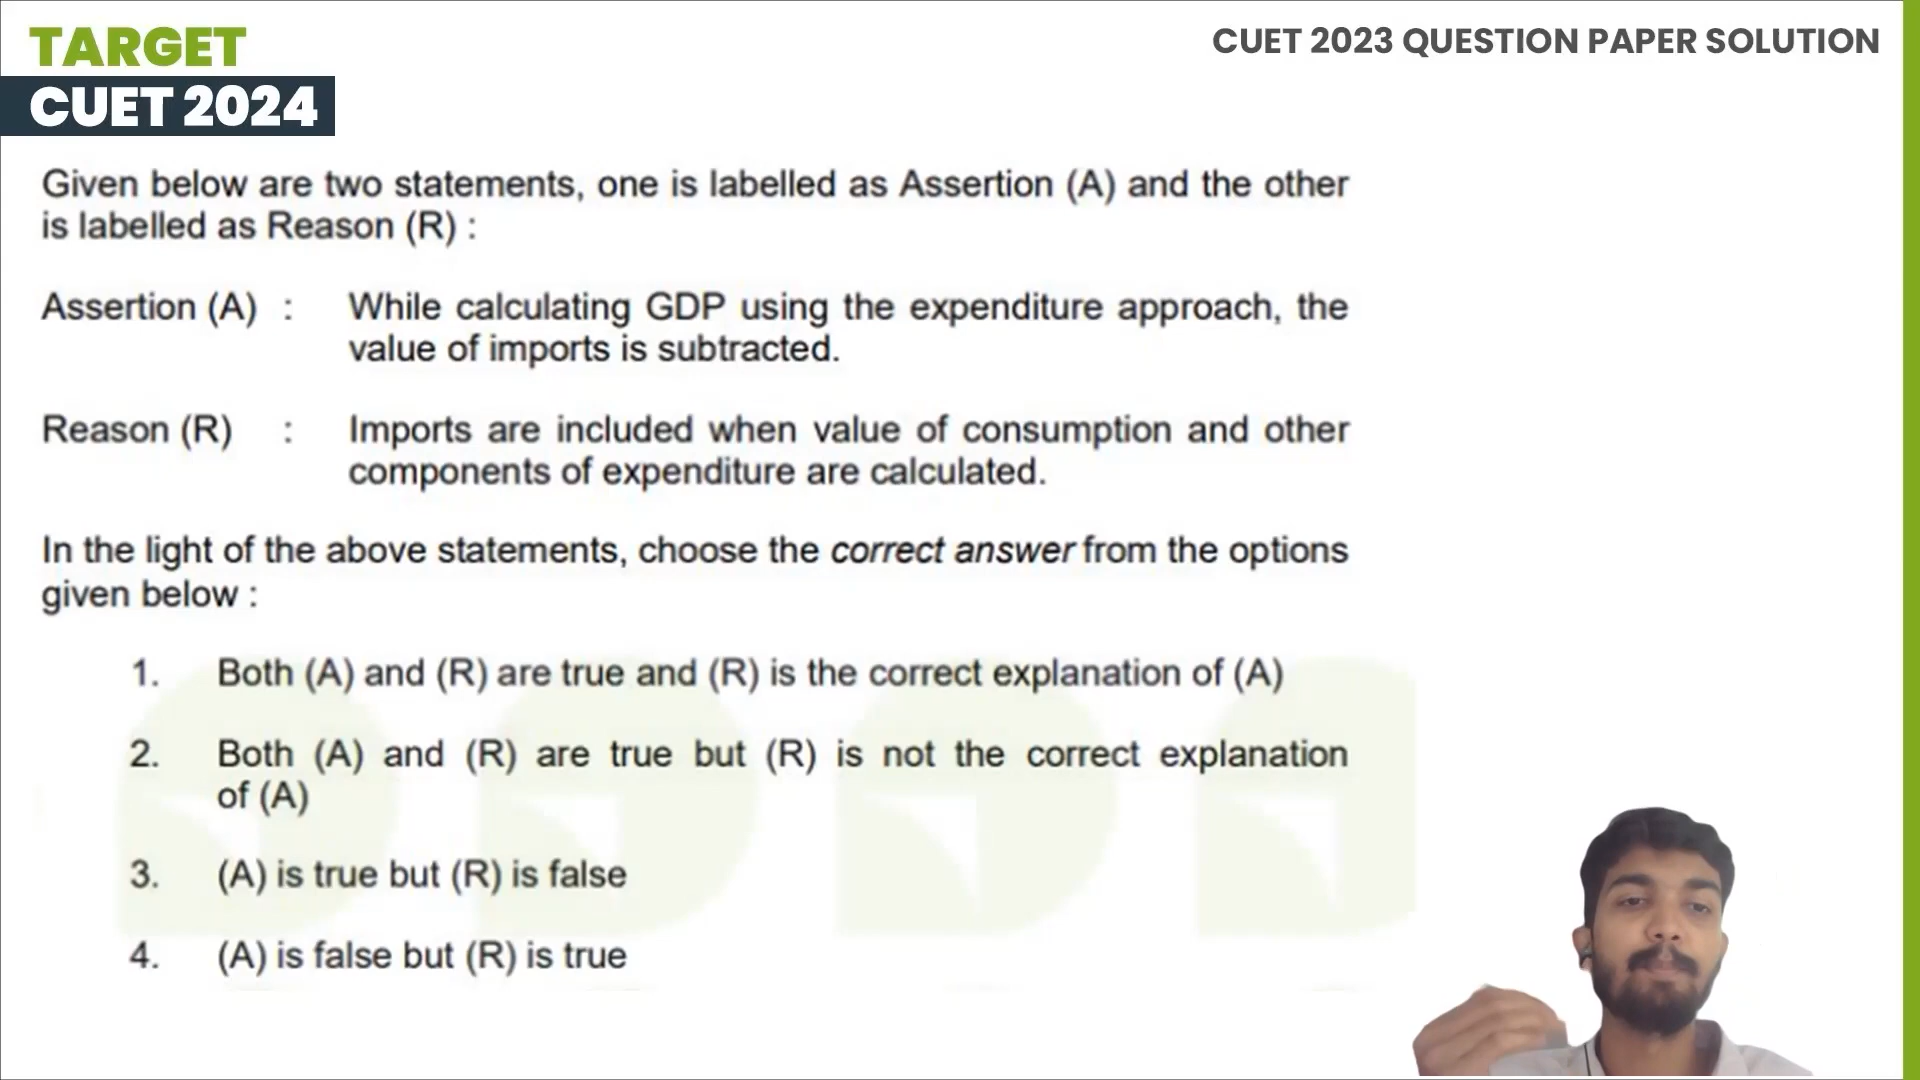 TARGET
CUET 2024
CUET 2023 QUESTION PAPER SOLUTION
Given below are two statements, one is labelled as Assertion (A) and the other
is labelled as Reason (R) :
Assertion (A) : While calculating GDP using the expenditure approach, the
value of imports is subtracted.
Reason (R) : Imports are included when value of consumption and other
components of expenditure are calculated.
In the light of the above statements, choose the correct answer from the options
given below :
1. Both (A) and (R) are true and (R) is the correct explanation of (A)
2. Both (A) and (R) are true but (R) is not the correct explanation
of (A)
3. (A) is true but (R) is false
4. (A) is false but (R) is true